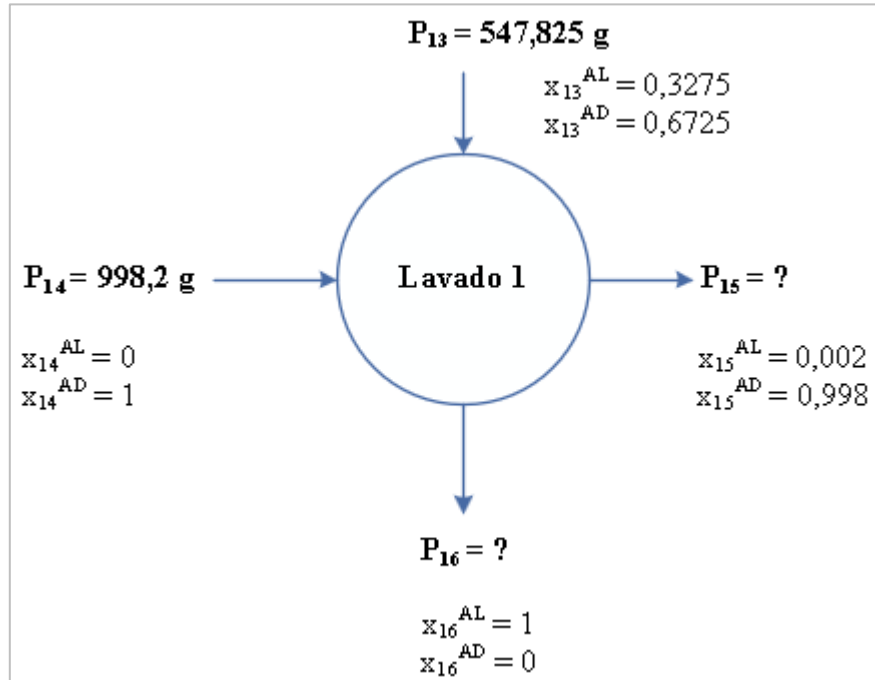 P₁₃ = 547,825 g
x₁₃ᴬᴸ = 0,3275
x₁₃ᴬᴰ = 0,6725
P₁₄ = 998,2 g
Lavado 1
P₁₅ = ?
x₁₄ᴬᴸ = 0
x₁₄ᴬᴰ = 1
x₁₅ᴬᴸ = 0,002
x₁₅ᴬᴰ = 0,998
P₁₆ = ?
x₁₆ᴬᴸ = 1
x₁₆ᴬᴰ = 0